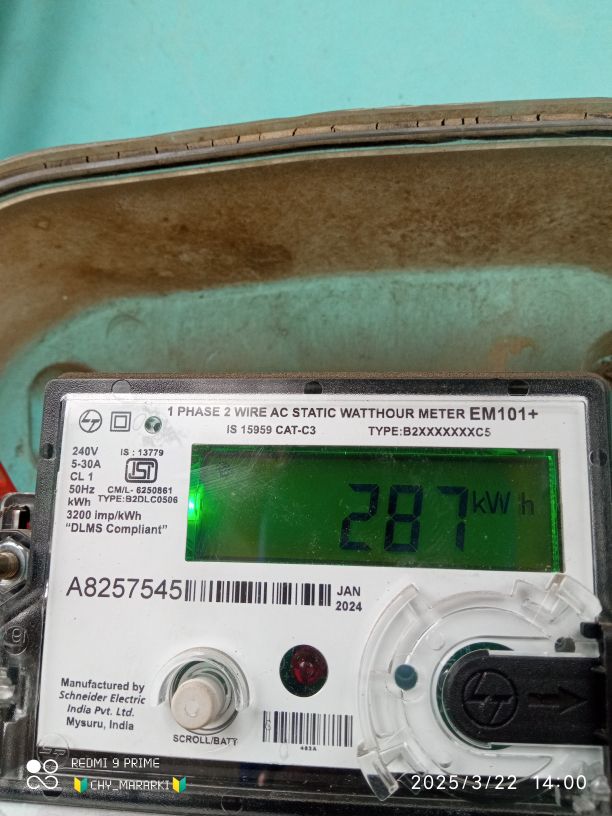 1 PHASE 2 WIRE AC STATIC WATTHOUR METER EM101+
IS 15959 CAT-C3 TYPE:B2XXXXXXXC5
240V
5-30A
CL 1
50Hz
kWh
IS : 13779
ISI
CM/L- 6250861
TYPE:B2DLC0506
3200 imp/kWh
“DLMS Compliant”
287 kWh
A8257545
JAN
2024
Manufactured by
Schneider Electric
India Pvt. Ltd.
Mysuru, India
SCROLL/BATT
REDMI 9 PRIME
CHY_MARARKI
2025/3/22 14:00